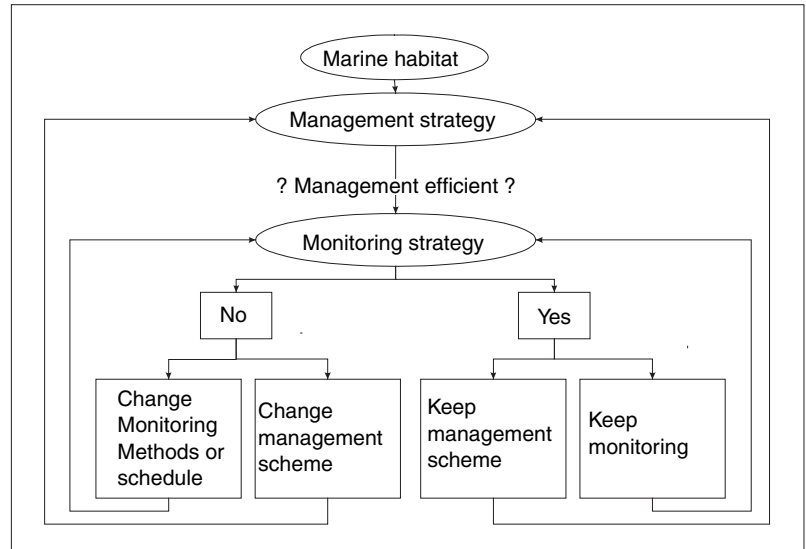 Marine habitat
Management strategy
? Management efficient ?
Monitoring strategy
No
Yes
Change
Monitoring
Methods or
schedule
Change
management
scheme
Keep
management
scheme
Keep
monitoring